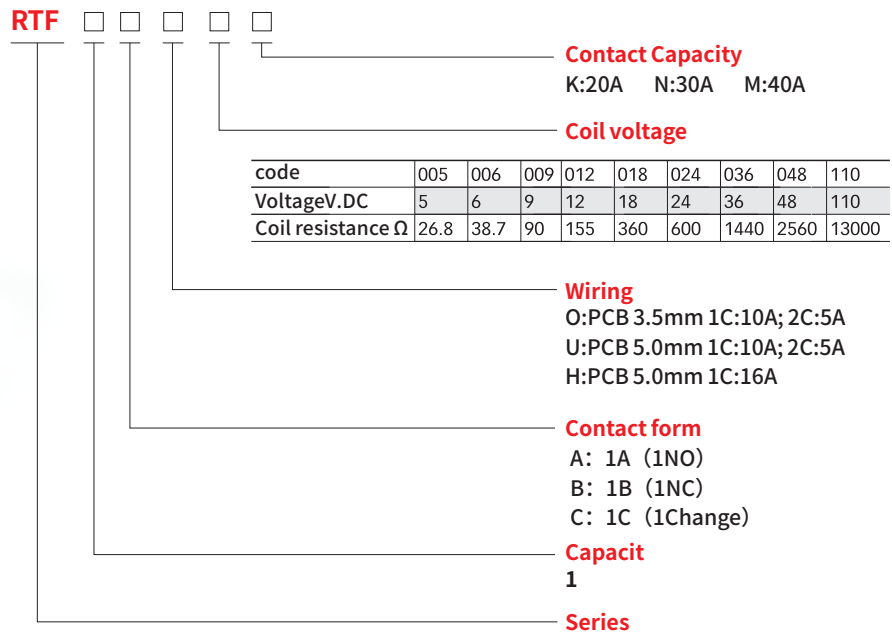 RTF □ □ □ □ □
Contact Capacity
K:20A N:30A M:40A
Coil voltage
code 005 006 009 012 018 024 036 048 110
VoltageV.DC 5 6 9 12 18 24 36 48 110
Coil resistance Ω 26.8 38.7 90 155 360 600 1440 2560 13000
Wiring
O:PCB 3.5mm 1C:10A; 2C:5A
U:PCB 5.0mm 1C:10A; 2C:5A
H:PCB 5.0mm 1C:16A
Contact form
A：1A（1NO）
B：1B（1NC）
C：1C（1Change）
Capacit
1
Series